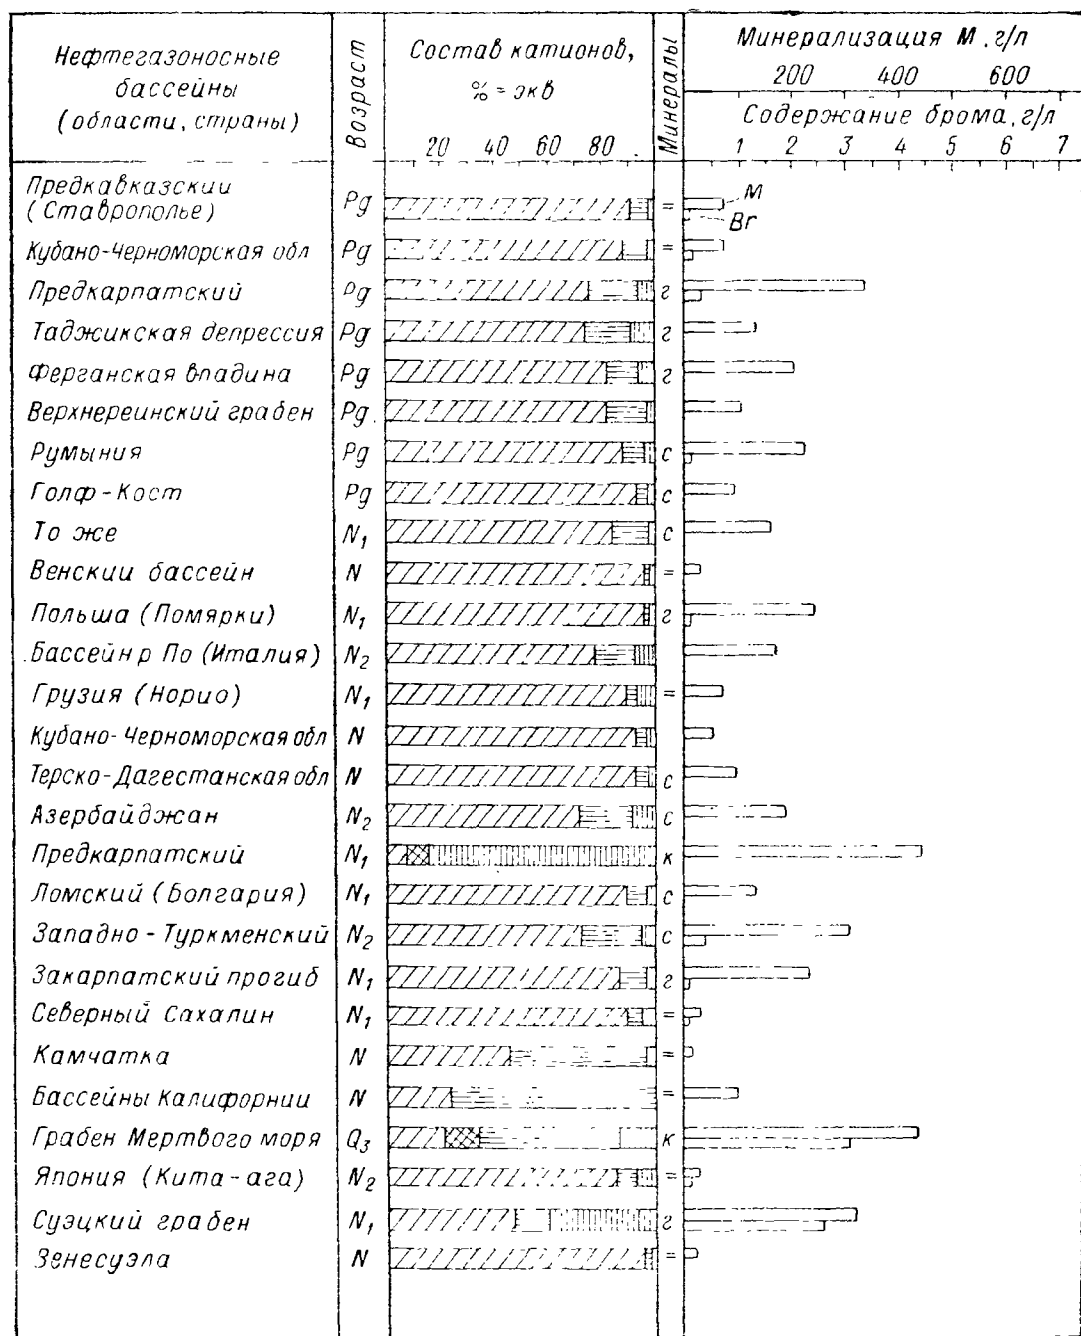 Нефтегазоносные
бассейны
(области, страны)
Возраст
Состав катионов,
% = экв
20 40 60 80
Минералы
Минерализация М, г/л
200 400 600
Содержание брома, г/л
1 2 3 4 5 6 7
Предкавказский
(Ставрополье) Pg = M
Br
Кубано-Черноморская обл Pg =
Предкарпатский Pg г
Таджикская депрессия Pg г
Ферганская впадина Pg г
Верхнереинский грабен Pg.
Румыния Pg с
Голф-Кост Pg с
То же N1 с
Венскии бассейн N =
Польша (Помярки) N1 г
Бассейн р По (Италия) N2
Грузия (Норио) N1 =
Кубано-Черноморская обл N
Терско-Дагестанская обл N с
Азербайджан N2 с
Предкарпатский N1 к
Ломский (Болгария) N1 с
Западно-Туркменский N2 с
Закарпатский прогиб N1 г
Северный Сахалин N1 =
Камчатка N =
Бассейны Калифорнии N =
Грабен Мертвого моря Q3 к
Япония (Кита-ага) N2 =
Суэцкий грабен N1 г
Зенесуэла N =